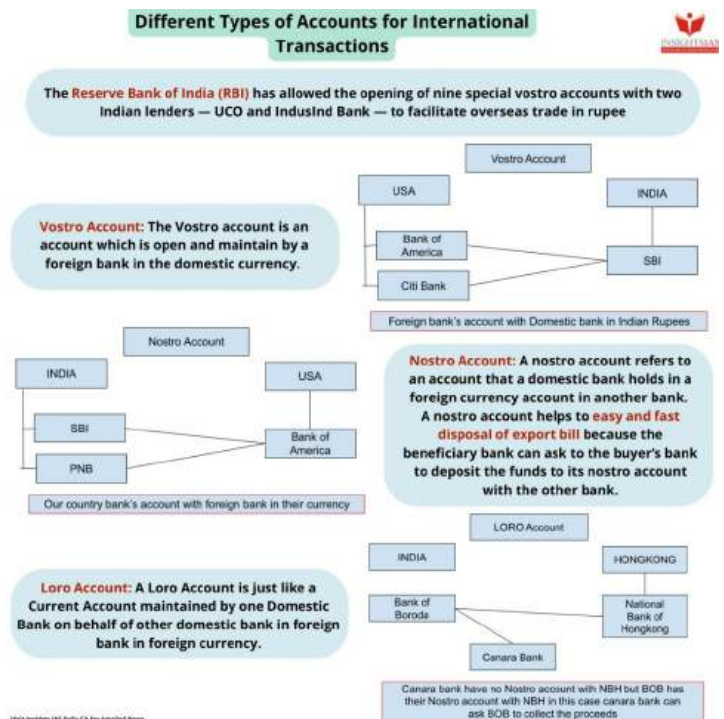 Different Types of Accounts for International
Transactions
INSIGHTSIAS
The Reserve Bank of India (RBI) has allowed the opening of nine special vostro accounts with two
Indian lenders — UCO and IndusInd Bank — to facilitate overseas trade in rupee
Vostro Account
USA
INDIA
Vostro Account: The Vostro account is an
account which is open and maintain by a
foreign bank in the domestic currency.
Bank of
America
SBI
Citi Bank
Foreign bank's account with Domestic bank in Indian Rupees
Nostro Account
INDIA
USA
SBI
Bank of
America
PNB
Our country bank's account with foreign bank in their currency
Nostro Account: A nostro account refers to
an account that a domestic bank holds in a
foreign currency account in another bank.
A nostro account helps to easy and fast
disposal of export bill because the
beneficiary bank can ask to the buyer's bank
to deposit the funds to its nostro account
with the other bank.
LORO Account
INDIA
HONGKONG
Loro Account: A Loro Account is just like a
Current Account maintained by one Domestic
Bank on behalf of other domestic bank in foreign
bank in foreign currency.
Bank of
Boroda
National
Bank of
Hongkong
Canara Bank
Canara bank have no Nostro account with NBH but BOB has
their Nostro account with NBH in this case canara bank can
ask BOB to collect the proceeds